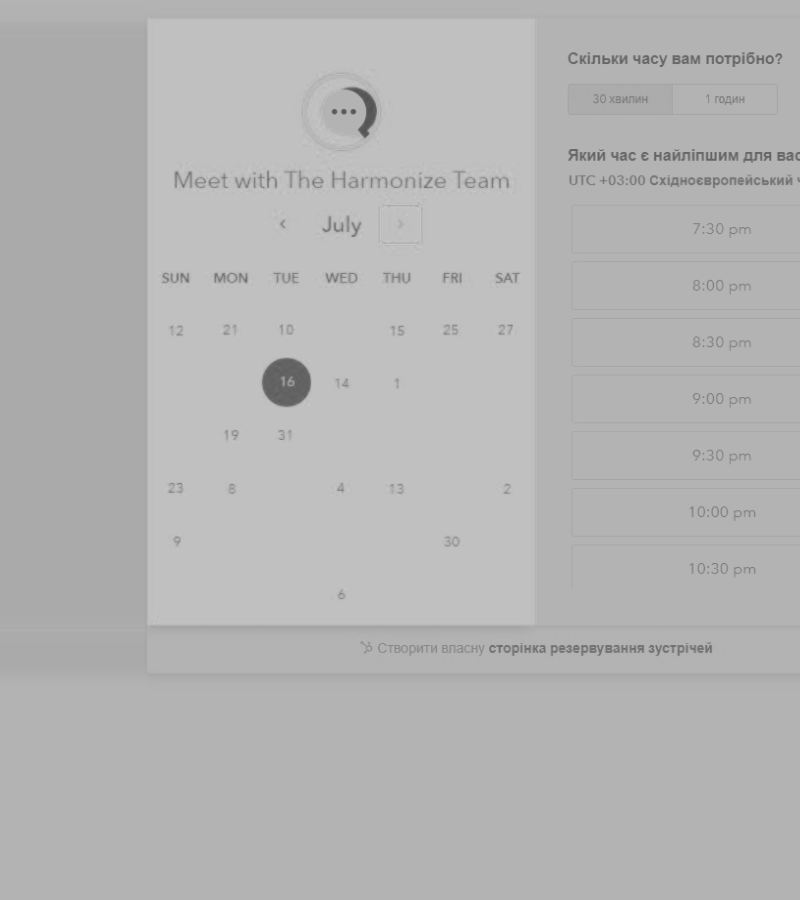 Meet with The Harmonize Team
‹ July ›
SUN MON TUE WED THU FRI SAT
12 21 10 15 25 27
16 14 1
19 31
23 8 4 13 2
9 30
6
Скільки часу вам потрібно?
30 хвилин 1 годин
Який час є найліпшим для вас
UTC +03:00 Східноєвропейський ч
7:30 pm
8:00 pm
8:30 pm
9:00 pm
9:30 pm
10:00 pm
10:30 pm
Створити власну сторінка резервування зустрічей